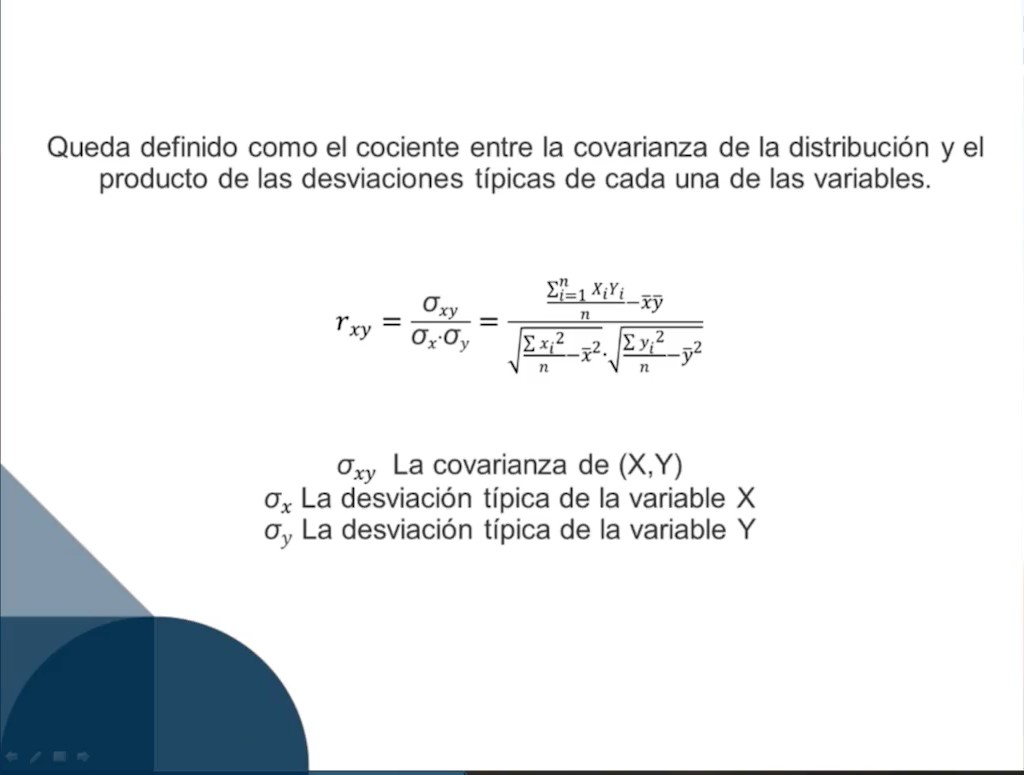 Queda definido como el cociente entre la covarianza de la distribución y el
producto de las desviaciones típicas de cada una de las variables.
$r_{xy} = \frac{\sigma_{xy}}{\sigma_x \cdot \sigma_y} = \frac{\frac{\sum_{i=1}^{n} X_i Y_i}{n} - \bar{x}\bar{y}}{\sqrt{\frac{\sum x_i^2}{n} - \bar{x}^2} \cdot \sqrt{\frac{\sum y_i^2}{n} - \bar{y}^2}}$
$\sigma_{xy}$ La covarianza de (X,Y)
$\sigma_x$ La desviación típica de la variable X
$\sigma_y$ La desviación típica de la variable Y